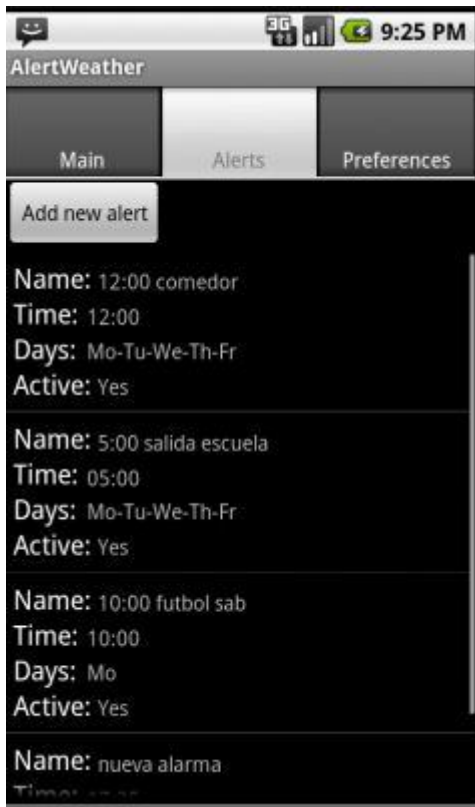 3G 9:25 PM
AlertWeather
Main Alerts Preferences
Add new alert
Name: 12:00 comedor
Time: 12:00
Days: Mo-Tu-We-Th-Fr
Active: Yes
Name: 5:00 salida escuela
Time: 05:00
Days: Mo-Tu-We-Th-Fr
Active: Yes
Name: 10:00 futbol sab
Time: 10:00
Days: Mo
Active: Yes
Name: nueva alarma
Time: